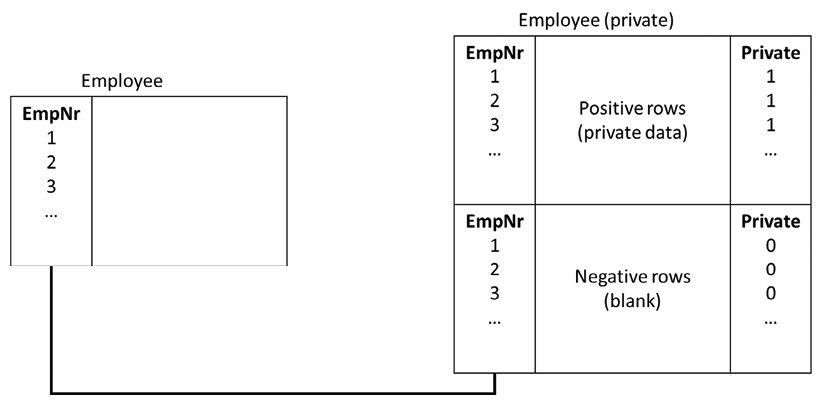 Employee (private)
Employee
EmpNr
1
2
3
...
EmpNr
1
2
3
...
Positive rows
(private data)
Private
1
1
1
...
EmpNr
1
2
3
...
Negative rows
(blank)
Private
0
0
0
...